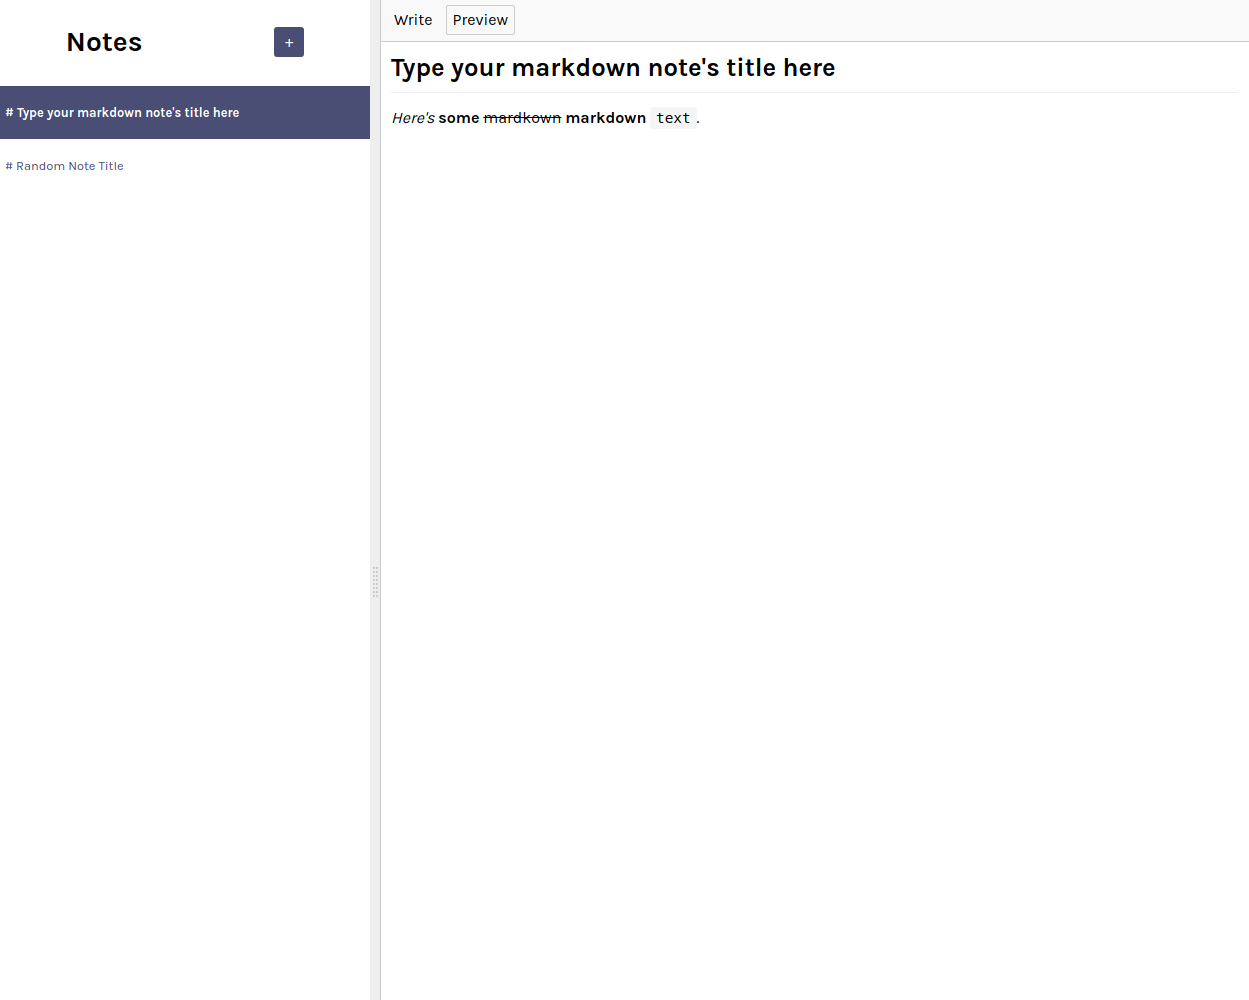 Notes
+
# Type your markdown note's title here
# Random Note Title
Write Preview
Type your markdown note's title here
Here's some mardkown markdown text.